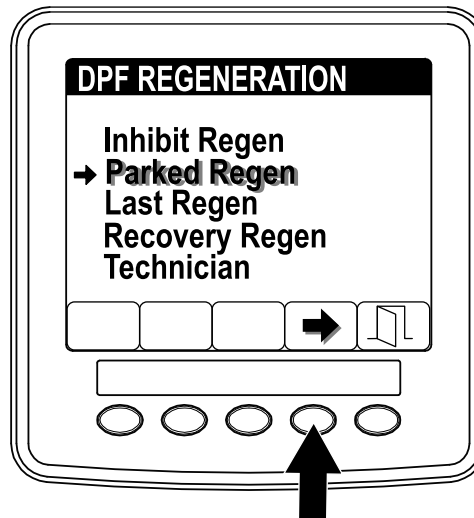 DPF REGENERATION
Inhibit Regen
Parked Regen
Last Regen
Recovery Regen
Technician